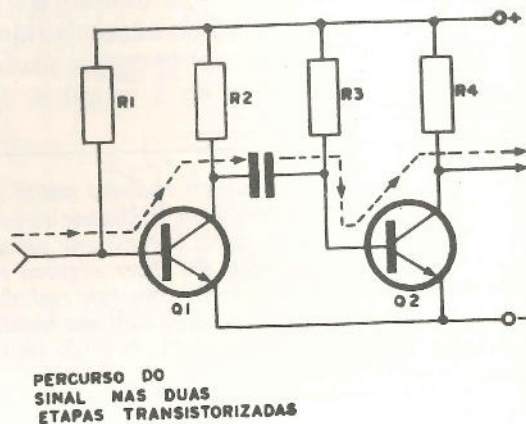 +
R1
R2
R3
R4
Q1
Q2
-
PERCURSO DO
SINAL NAS DUAS
ETAPAS TRANSISTORIZADAS